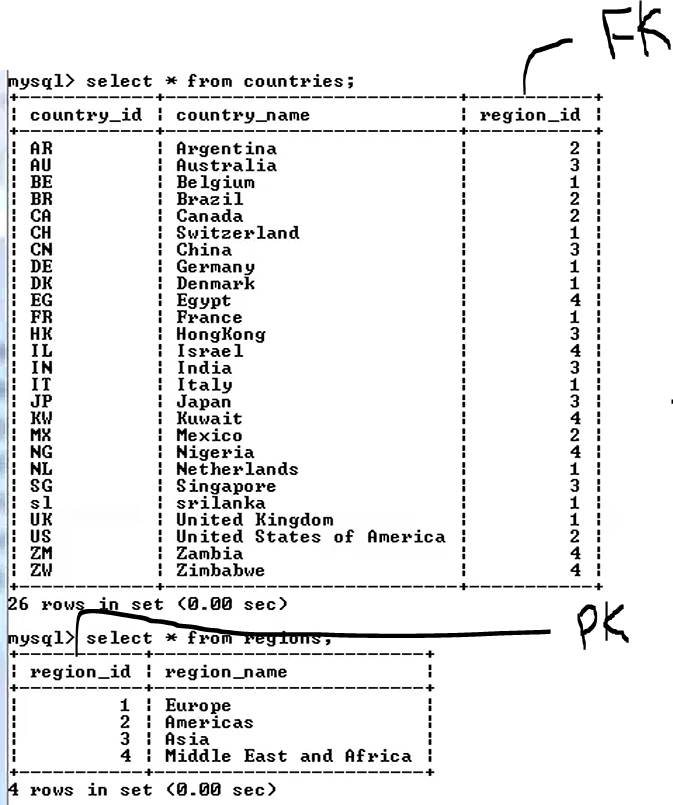 FK
mysql> select * from countries;
country_id | country_name | region_id
AR | Argentina | 2
AU | Australia | 3
BE | Belgium | 1
BR | Brazil | 2
CA | Canada | 2
CH | Switzerland | 1
CN | China | 3
DE | Germany | 1
DK | Denmark | 1
EG | Egypt | 4
FR | France | 1
HK | HongKong | 3
IL | Israel | 4
IN | India | 3
IT | Italy | 1
JP | Japan | 3
KW | Kuwait | 4
MX | Mexico | 2
NG | Nigeria | 4
NL | Netherlands | 1
SG | Singapore | 3
sl | srilanka | 1
UK | United Kingdom | 1
US | United States of America | 2
ZM | Zambia | 4
ZW | Zimbabwe | 4
26 rows in set (0.00 sec)
PK
mysql> select * from regions;
region_id | region_name
1 | Europe
2 | Americas
3 | Asia
4 | Middle East and Africa
4 rows in set (0.00 sec)